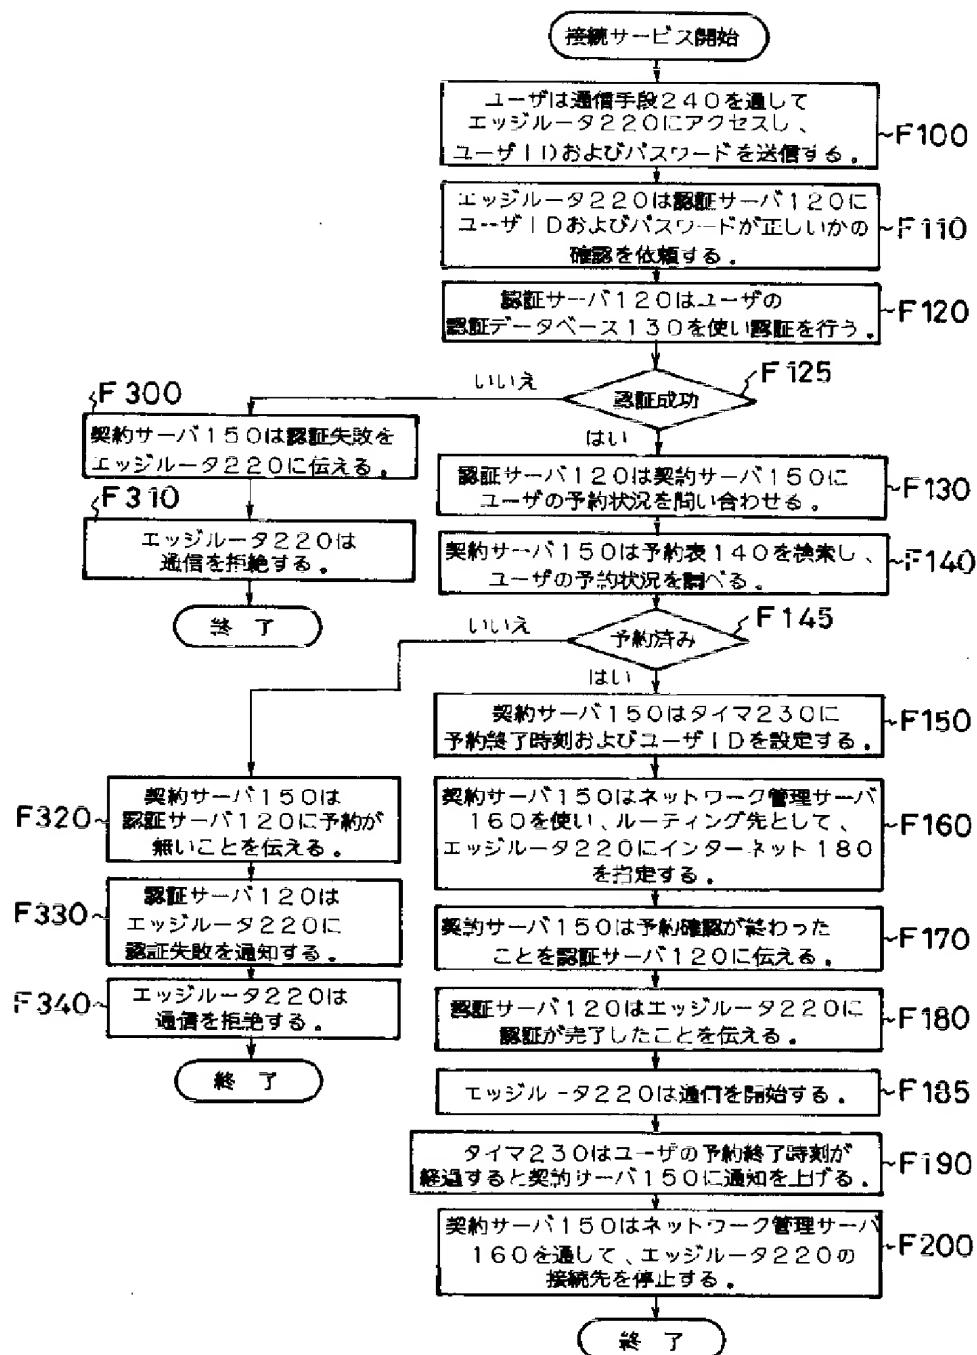 接続サービス開始
ユーザは通信手段240を通して
エッジルータ220にアクセスし、
ユーザIDおよびパスワードを送信する。
F100
エッジルータ220は認証サーバ120に
ユーザIDおよびパスワードが正しいかの
確認を依頼する。
F110
認証サーバ120はユーザの
認証データベース130を使い認証を行う。
F120
認証成功
F125
いいえ
はい
F300
契約サーバ150は認証失敗を
エッジルータ220に伝える。
F310
エッジルータ220は
通信を拒絶する。
終了
認証サーバ120は契約サーバ150に
ユーザの予約状況を問い合わせる。
F130
契約サーバ150は予約表140を検索し、
ユーザの予約状況を調べる。
F140
予約済み
F145
いいえ
はい
契約サーバ150はタイマ230に
予約終了時刻およびユーザIDを設定する。
F150
F320
契約サーバ150は
認証サーバ120に予約が
無いことを伝える。
F330
認証サーバ120は
エッジルータ220に
認証失敗を通知する。
F340
エッジルータ220は
通信を拒絶する。
終了
契約サーバ150はネットワーク管理サーバ
160を使い、ルーティング先として、
エッジルータ220にインターネット180
を指定する。
F160
契約サーバ150は予約確認が終わった
ことを認証サーバ120に伝える。
F170
認証サーバ120はエッジルータ220に
認証が完了したことを伝える。
F180
エッジルータ220は通信を開始する。
F185
タイマ230はユーザの予約終了時刻が
経過すると契約サーバ150に通知を上げる。
F190
契約サーバ150はネットワーク管理サーバ
160を通して、エッジルータ220の
接続先を停止する。
F200
終了